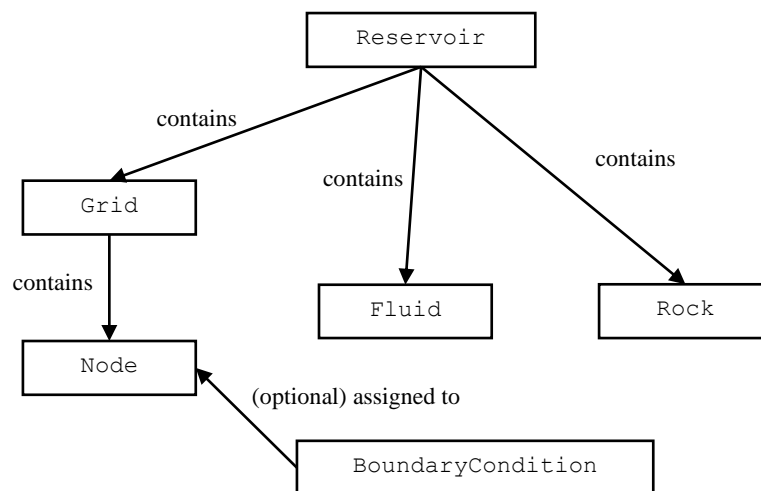 Reservoir
contains
contains
contains
Grid
contains
Fluid
Rock
Node
(optional) assigned to
BoundaryCondition